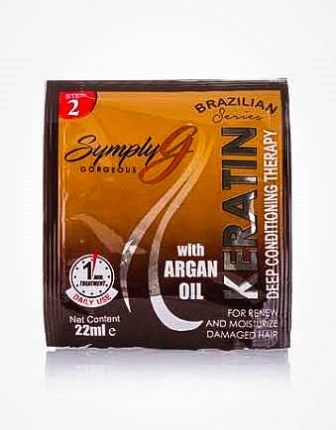 STEP
2
BRAZILIAN
Series
SymplyG
GORGEOUS
KERATIN
DEEP CONDITIONING THERAPY
with
ARGAN
OIL
1
MIN.
TREATMENT
DAILY USE
Net Content
22ml e
FOR RENEW
AND MOISTURIZE
DAMAGED HAIR